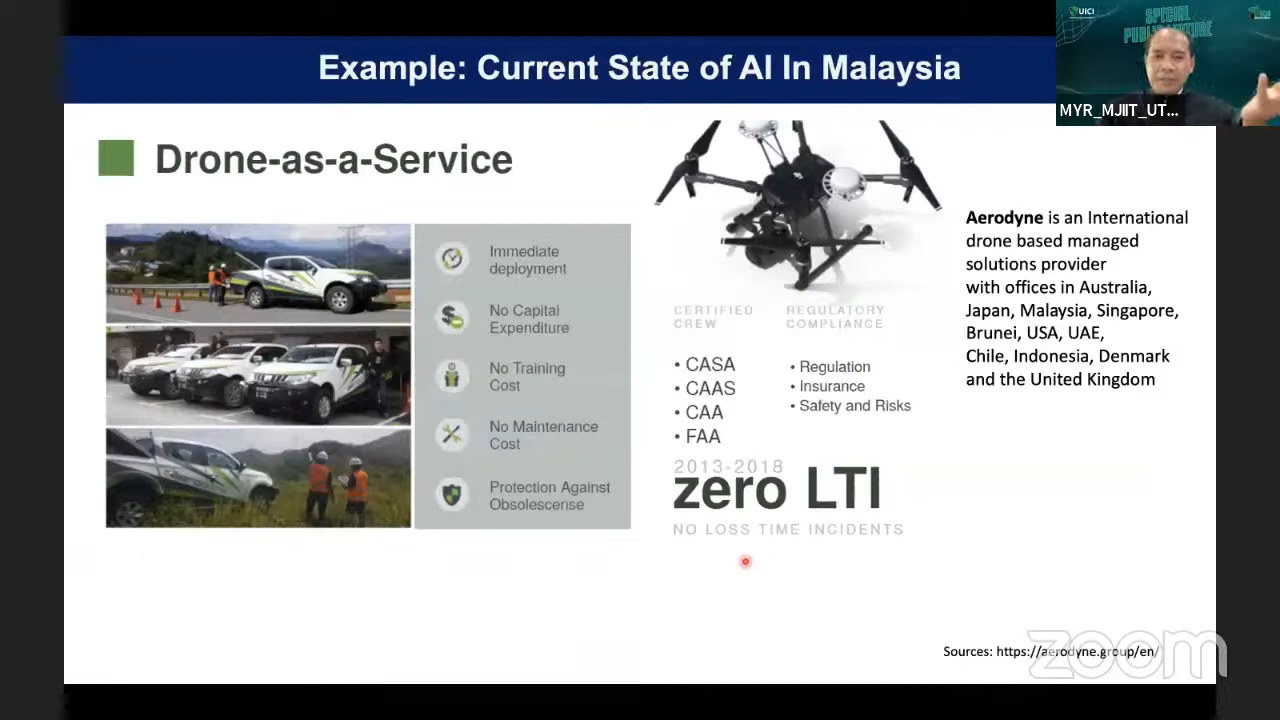 Example: Current State of AI In Malaysia
UICI
SPECIAL
MYR_MJIIT_UT...
Drone-as-a-Service
Immediate
deployment
No Capital
Expenditure
No Training
Cost
No Maintenance
Cost
Protection Against
Obsolescense
CERTIFIED
CREW
• CASA
• CAAS
• CAA
• FAA
REGULATORY
COMPLIANCE
• Regulation
• Insurance
• Safety and Risks
2013-2018
zero LTI
NO LOSS TIME INCIDENTS
Aerodyne is an International
drone based managed
solutions provider
with offices in Australia,
Japan, Malaysia, Singapore,
Brunei, USA, UAE,
Chile, Indonesia, Denmark
and the United Kingdom
Sources: https://aerodyne.group/en/
zoom